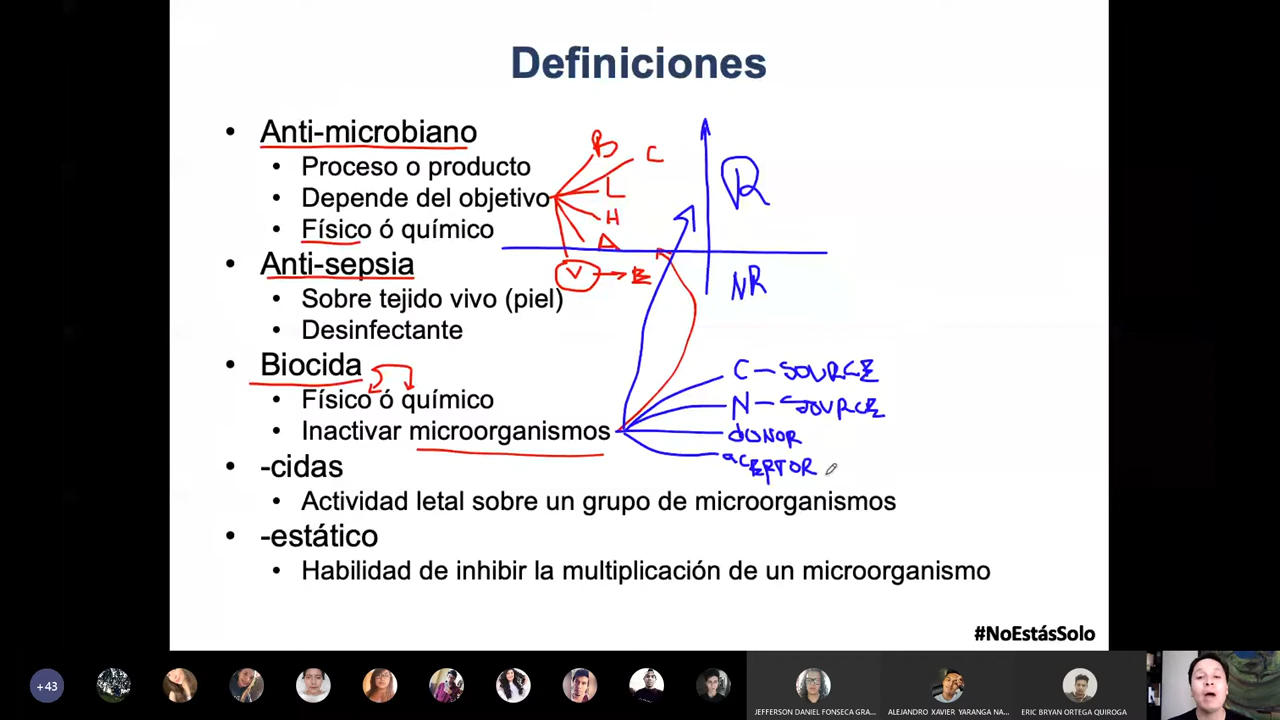 Definiciones
• Anti-microbiano
• Proceso o producto
• Depende del objetivo
• Físico ó químico
• Anti-sepsia
• Sobre tejido vivo (piel)
• Desinfectante
• Biocida
• Físico ó químico
• Inactivar microorganismos
• -cidas
• Actividad letal sobre un grupo de microorganismos
• -estático
• Habilidad de inhibir la multiplicación de un microorganismo
B
C
L
H
A
V → E
R
NR
C – SOURCE
N – SOURCE
dONOR
aCEPTOR
#NoEstásSolo
+43
JEFFERSON DANIEL FONSECA GRA...
ALEJANDRO XAVIER YARANGA NA...
ERIC BRYAN ORTEGA QUIROGA